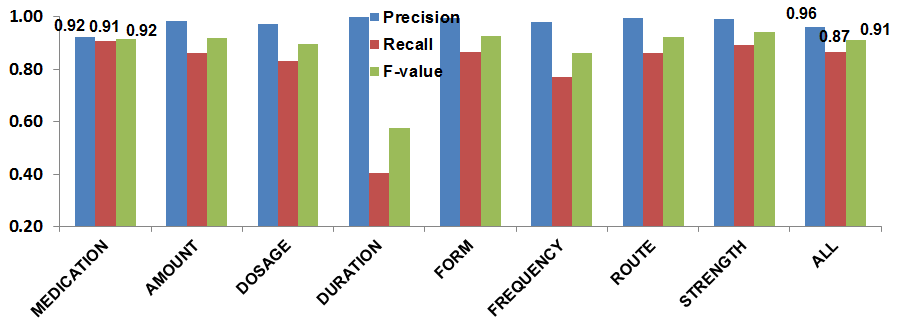 1.00
0.80
0.60
0.40
0.20
0.92 0.91 0.92
0.96
0.87 0.91
Precision
Recall
F-value
MEDICATION
AMOUNT
DOSAGE
DURATION
FORM
FREQUENCY
ROUTE
STRENGTH
ALL